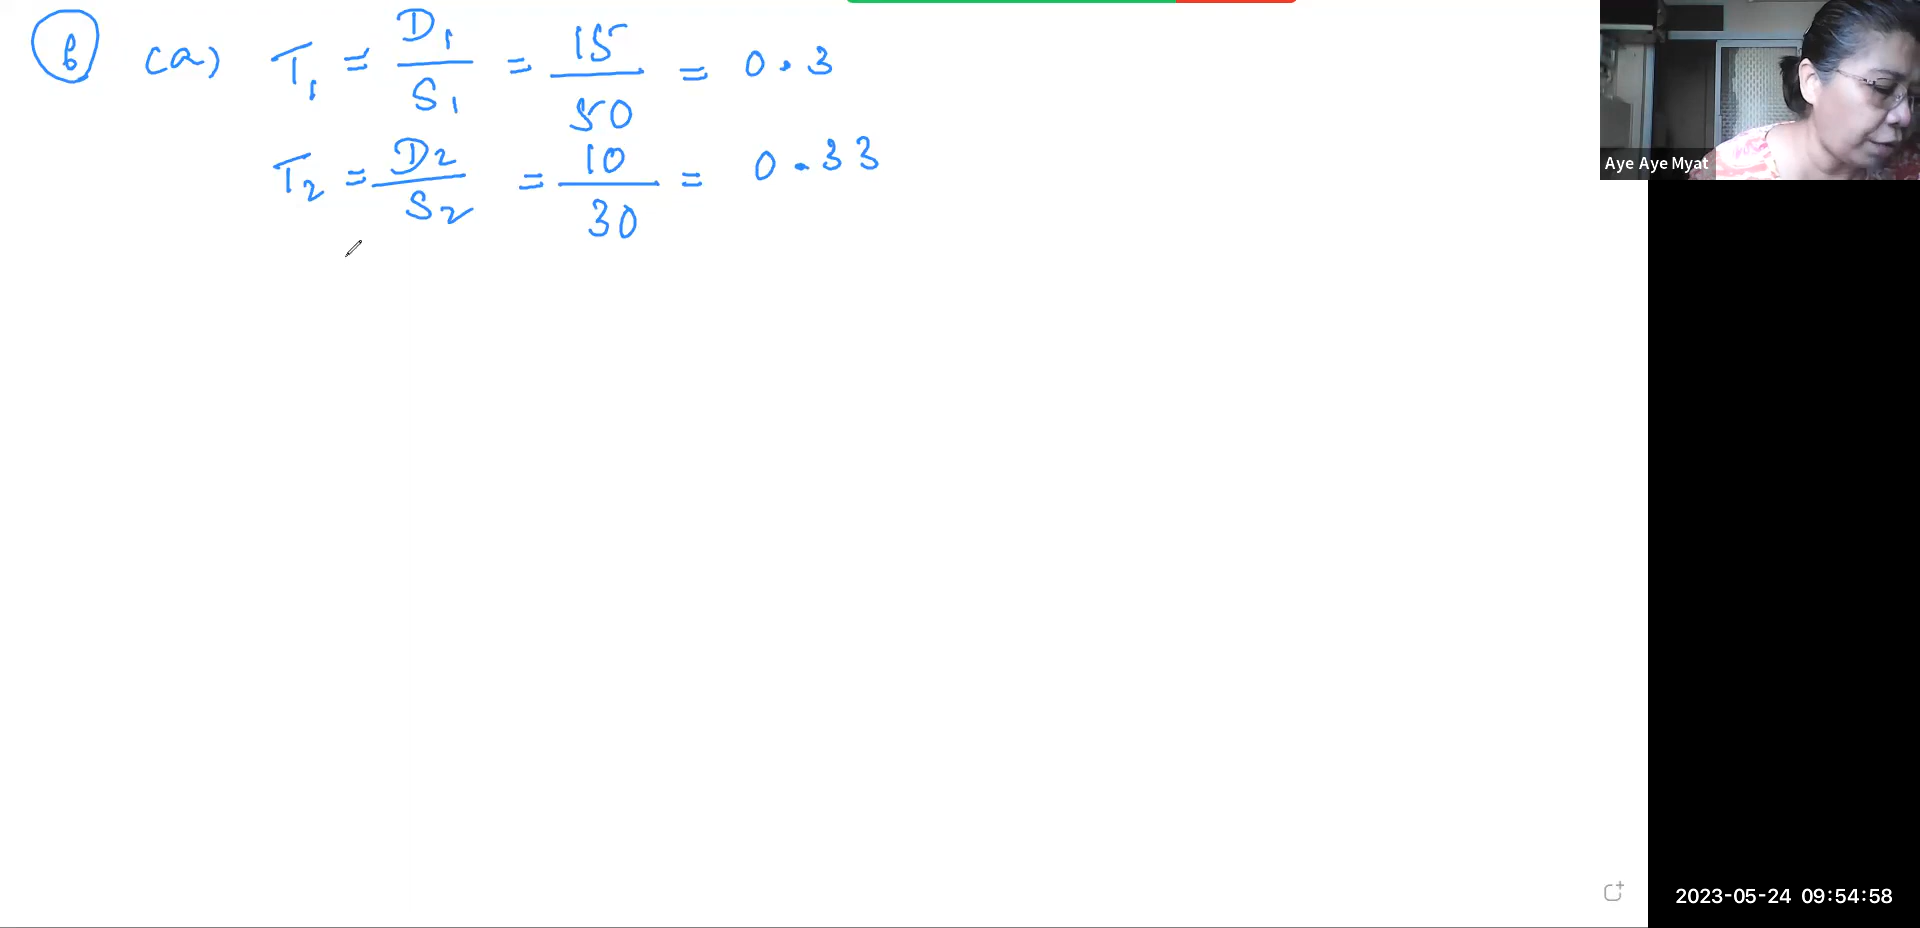 6 (a) T₁ = D₁/S₁ = 15/50 = 0.3
T₂ = D₂/S₂ = 10/30 = 0.33
Aye Aye Myat
2023-05-24 09:54:58